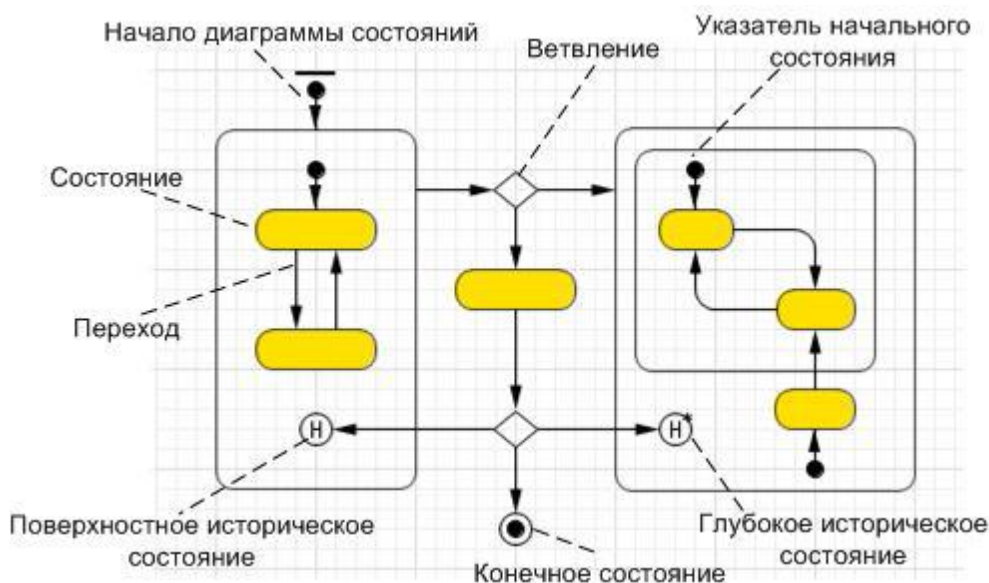 Начало диаграммы состояний
Ветвление
Указатель начального
состояния
Состояние
Переход
H
H*
Поверхностное историческое
состояние
Глубокое историческое
состояние
Конечное состояние